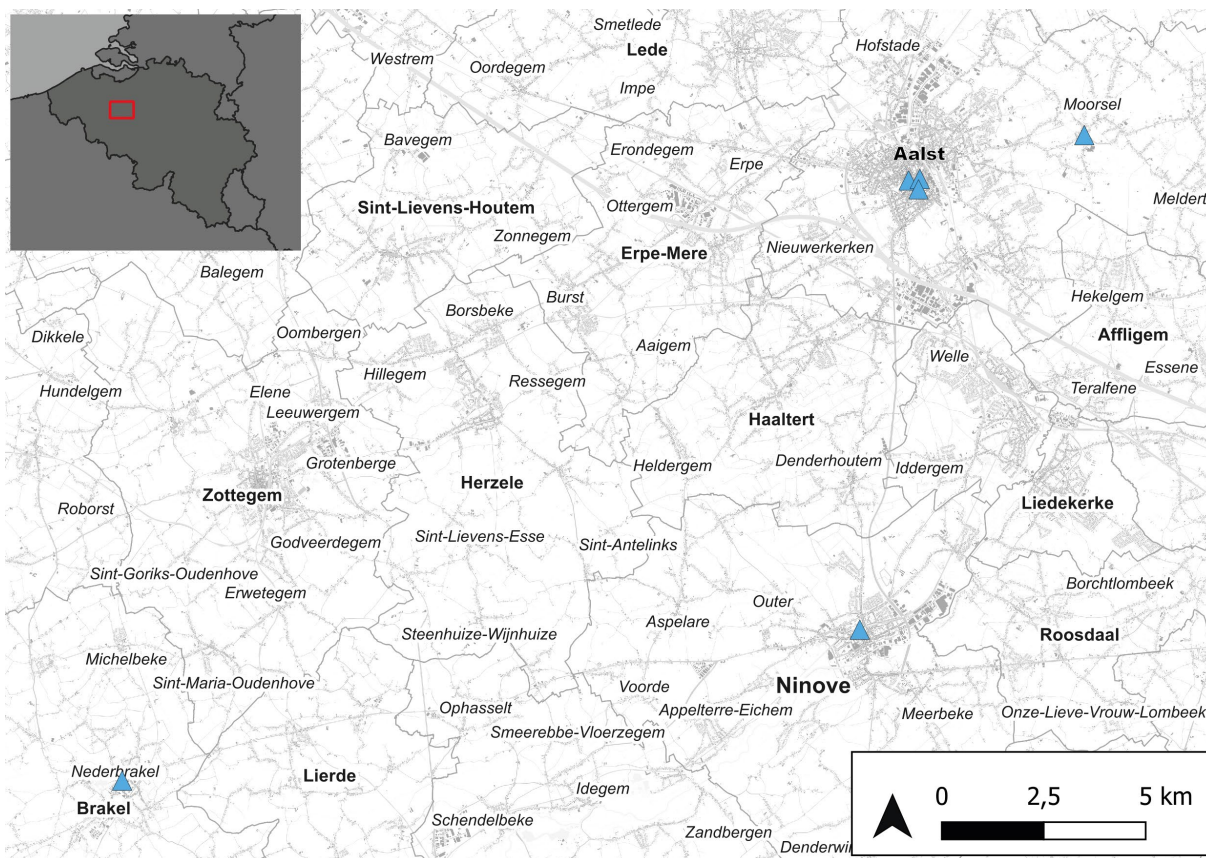 Smetlede
Hofstade
Lede
Westrem
Oordegem
Impe
Moorsel
Bavegem
Erondegem
Erpe
Aalst
Meldert
Sint-Lievens-Houtem
Ottergem
Zonnegem
Nieuwerkerken
Erpe-Mere
Balegem
Burst
Hekelgem
Borsbeke
Dikkele
Oombergen
Affligem
Aaigem
Welle
Hillegem
Ressegem
Essene
Hundelgem
Elene
Teralfene
Leeuwergem
Haaltert
Grotenberge
Heldergem
Denderhoutem
Iddergem
Zottegem
Herzele
Liedekerke
Roborst
Godveerdegem
Sint-Lievens-Esse
Sint-Antelinks
Sint-Goriks-Oudenhove
Borchtlombeek
Erwetegem
Outer
Aspelare
Steenhuize-Wijnhuize
Roosdaal
Michelbeke
Sint-Maria-Oudenhove
Voorde
Ninove
Ophasselt
Appelterre-Eichem
Meerbeke
Onze-Lieve-Vrouw-Lombeek
Smeerebbe-Vloerzegem
Nederbrakel
Lierde
Idegem
Brakel
Schendelbeke
Zandbergen
Denderwin
0 2,5 5 km